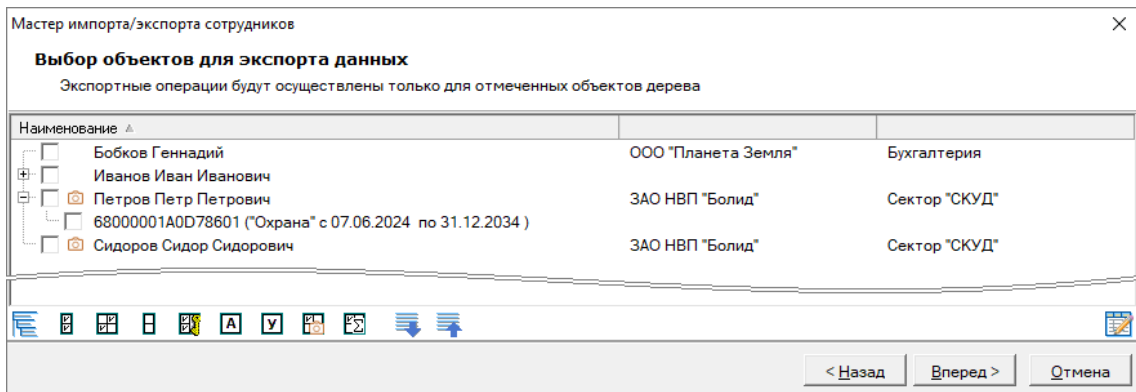 Мастер импорта/экспорта сотрудников
Выбор объектов для экспорта данных
Экспортные операции будут осуществлены только для отмеченных объектов дерева
Наименование
Бобков Геннадий ООО "Планета Земля" Бухгалтерия
Иванов Иван Иванович
Петров Петр Петрович ЗАО НВП "Болид" Сектор "СКУД"
68000001A0D78601 ("Охрана" с 07.06.2024 по 31.12.2034 )
Сидоров Сидор Сидорович ЗАО НВП "Болид" Сектор "СКУД"
А У Σ
< Назад Вперед > Отмена